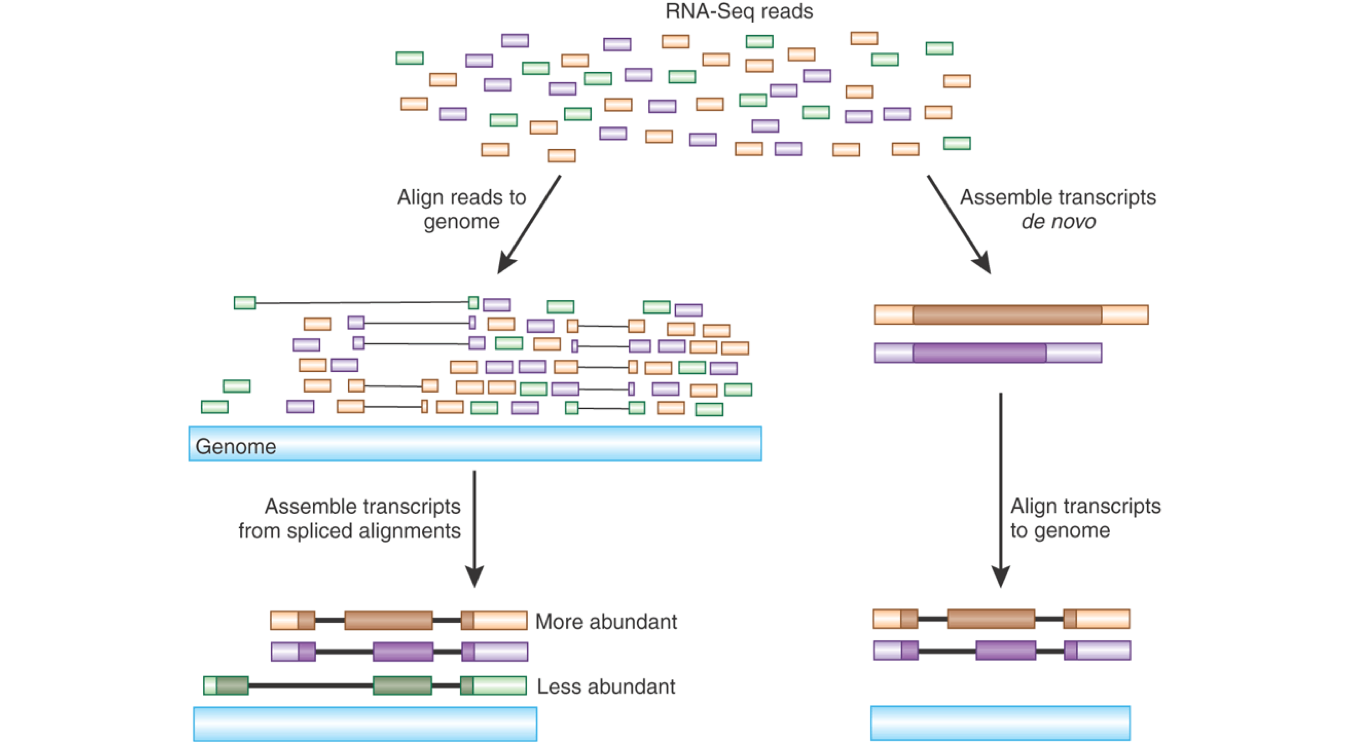 RNA-Seq reads
Align reads to
genome
Assemble transcripts
de novo
Genome
Assemble transcripts
from spliced alignments
Align transcripts
to genome
More abundant
Less abundant